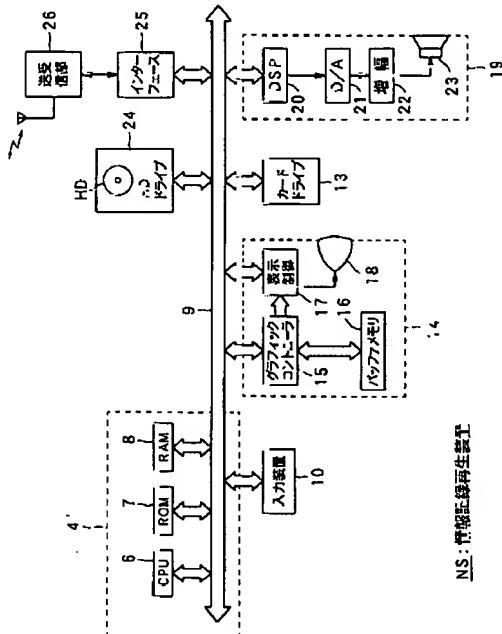 26
送受
信部
25
インター
フェース
24
HD
ドライブ
DSP
20
D/A
21
増幅
22
23
19
カードドライブ
13
9
表示
制御
17
18
グラフィック
コントローラ
15
16
バッファメモリ
14
4
8
RAM
7
ROM
6
CPU
入力装置
10
NS:情報記録再生装置